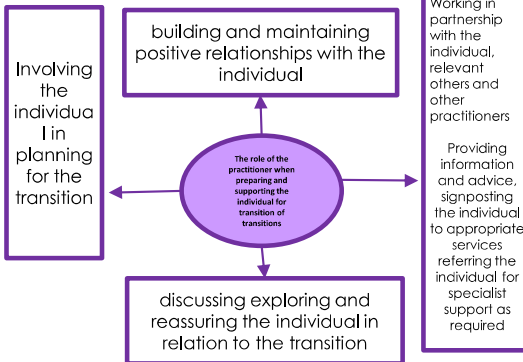 building and maintaining
positive relationships with the
individual
Involving
the
individua
l in
planning
for the
transition
The role of the
practitioner when
preparing and
supporting the
individual for
transition of
transitions
Working in
partnership
with the
individual,
relevant
others and
other
practitioners
Providing
information
and advice,
signposting
the individual
to appropriate
services
referring the
individual for
specialist
support as
required
discussing exploring and
reassuring the individual in
relation to the transition